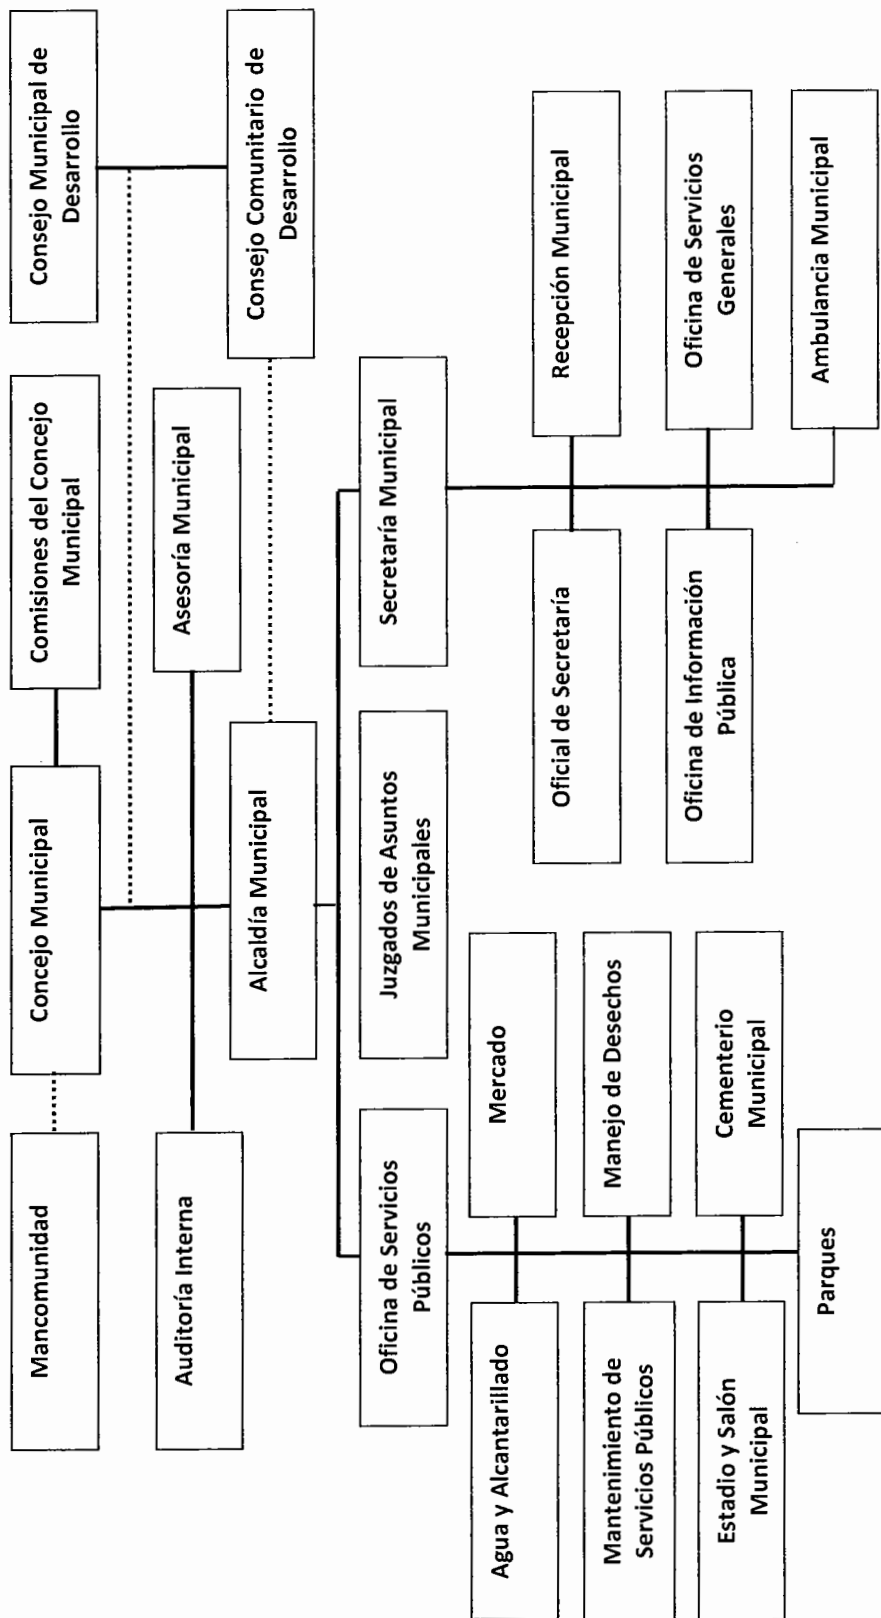 Mancomunidad
Concejo Municipal
Comisiones del Concejo
Municipal
Consejo Municipal de
Desarrollo
Auditoría Interna
Asesoría Municipal
Alcaldía Municipal
Consejo Comunitario de
Desarrollo
Oficina de Servicios
Públicos
Juzgados de Asuntos
Municipales
Secretaría Municipal
Agua y Alcantarillado
Mercado
Mantenimiento de
Servicios Públicos
Manejo de Desechos
Estadio y Salón
Municipal
Cementerio
Municipal
Parques
Oficial de Secretaría
Recepción Municipal
Oficina de Información
Pública
Oficina de Servicios
Generales
Ambulancia Municipal